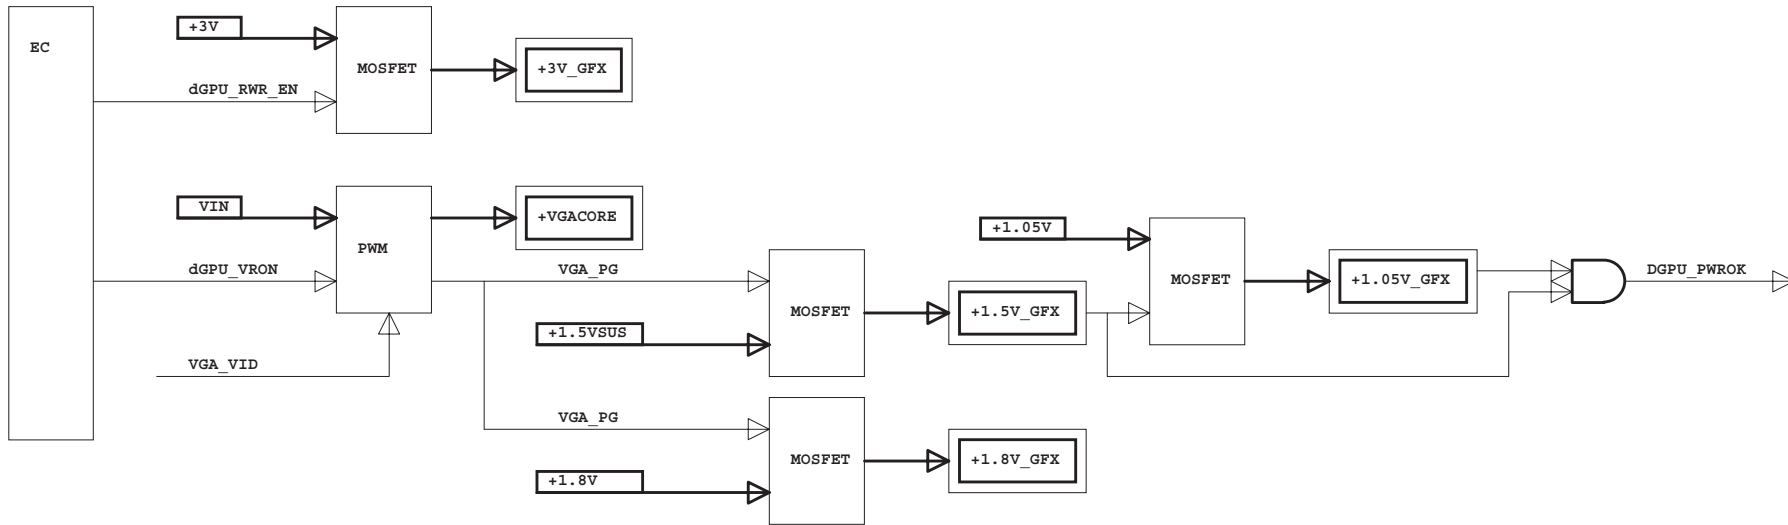 EC
+3V
MOSFET
+3V_GFX
dGPU_RWR_EN
VIN
+VGACORE
PWM
dGPU_VRON
VGA_PG
VGA_VID
+1.5VSUS
MOSFET
+1.5V_GFX
+1.05V
MOSFET
+1.05V_GFX
DGPU_PWROK
VGA_PG
MOSFET
+1.8V_GFX
+1.8V